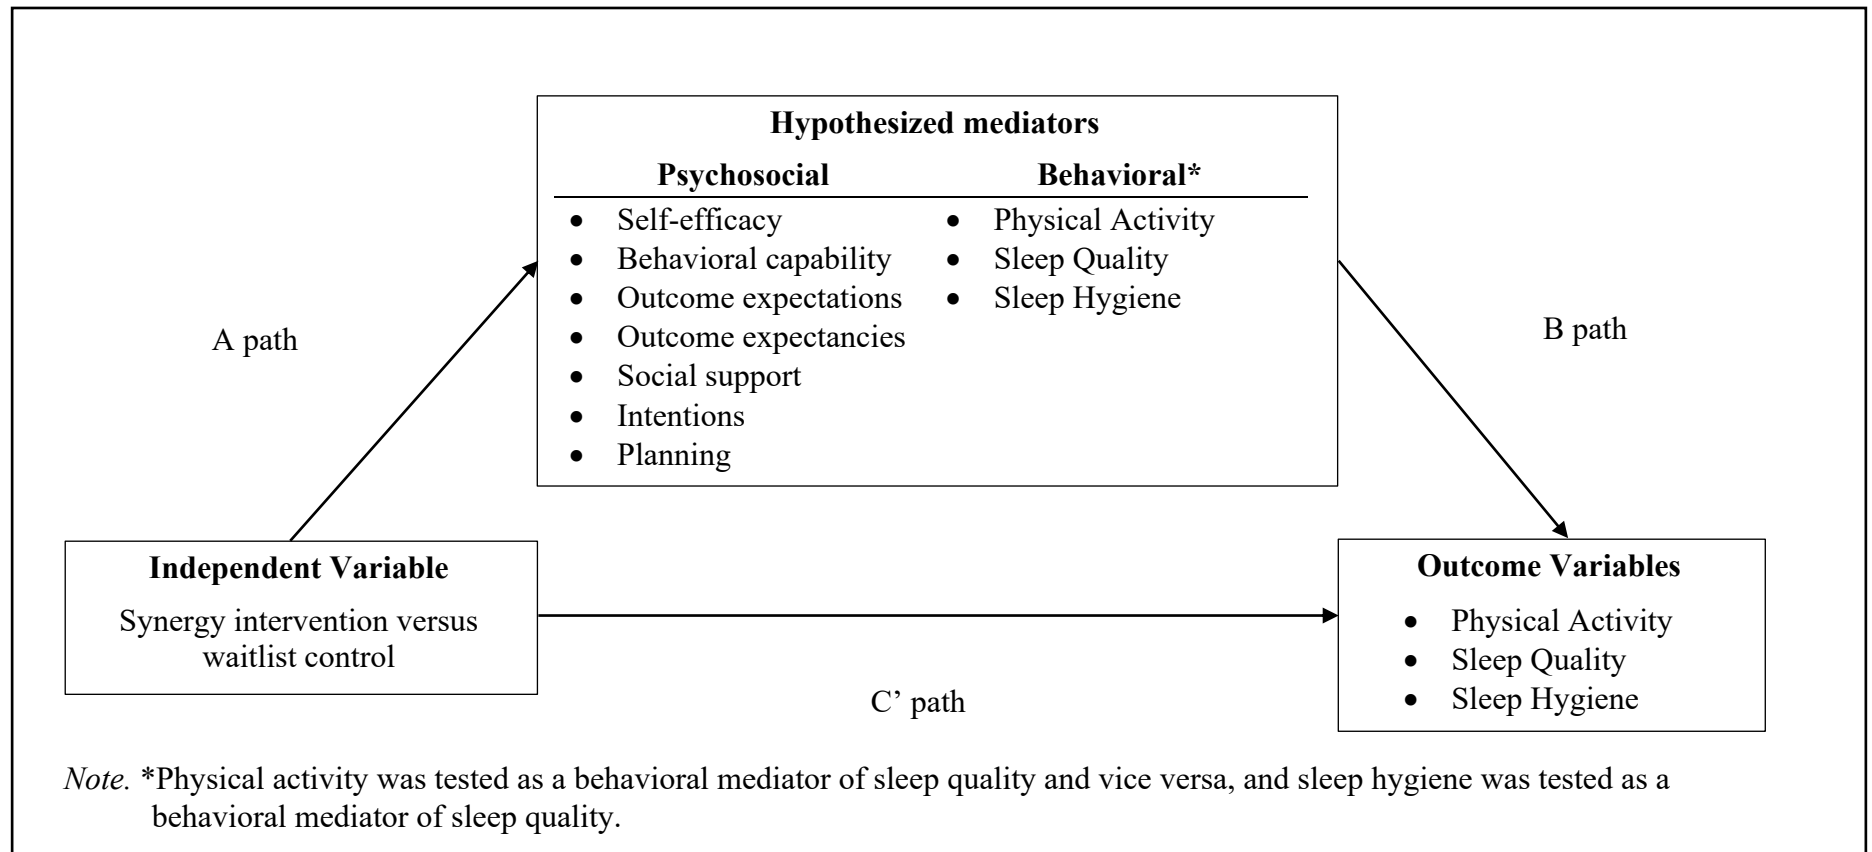 Hypothesized mediators
Psychosocial
Behavioral*
• Self-efficacy
• Behavioral capability
• Outcome expectations
• Outcome expectancies
• Social support
• Intentions
• Planning
• Physical Activity
• Sleep Quality
• Sleep Hygiene
A path
B path
Independent Variable
Synergy intervention versus
waitlist control
Outcome Variables
• Physical Activity
• Sleep Quality
• Sleep Hygiene
C’ path
Note. *Physical activity was tested as a behavioral mediator of sleep quality and vice versa, and sleep hygiene was tested as a
behavioral mediator of sleep quality.